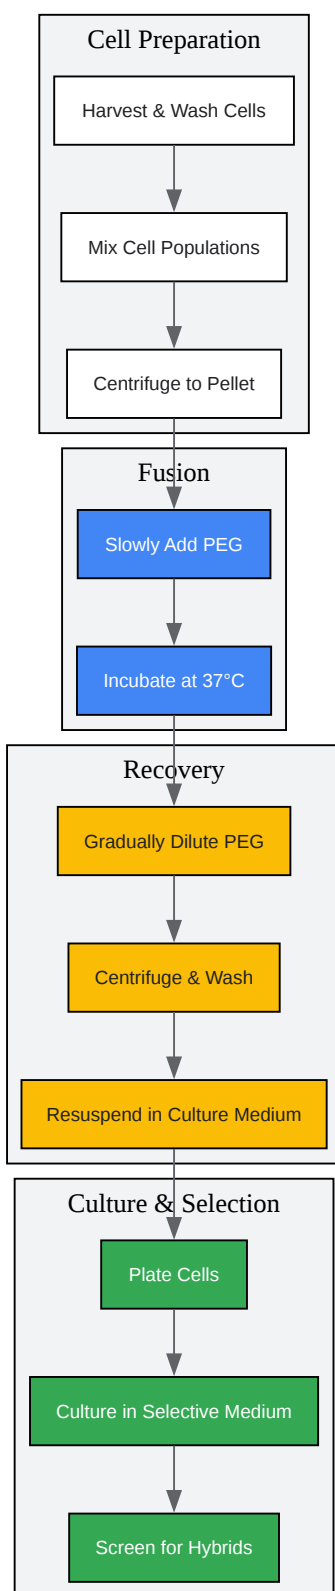 Cell Preparation
Harvest & Wash Cells
Mix Cell Populations
Centrifuge to Pellet
Fusion
Slowly Add PEG
Incubate at 37°C
Recovery
Gradually Dilute PEG
Centrifuge & Wash
Resuspend in Culture Medium
Culture & Selection
Plate Cells
Culture in Selective Medium
Screen for Hybrids